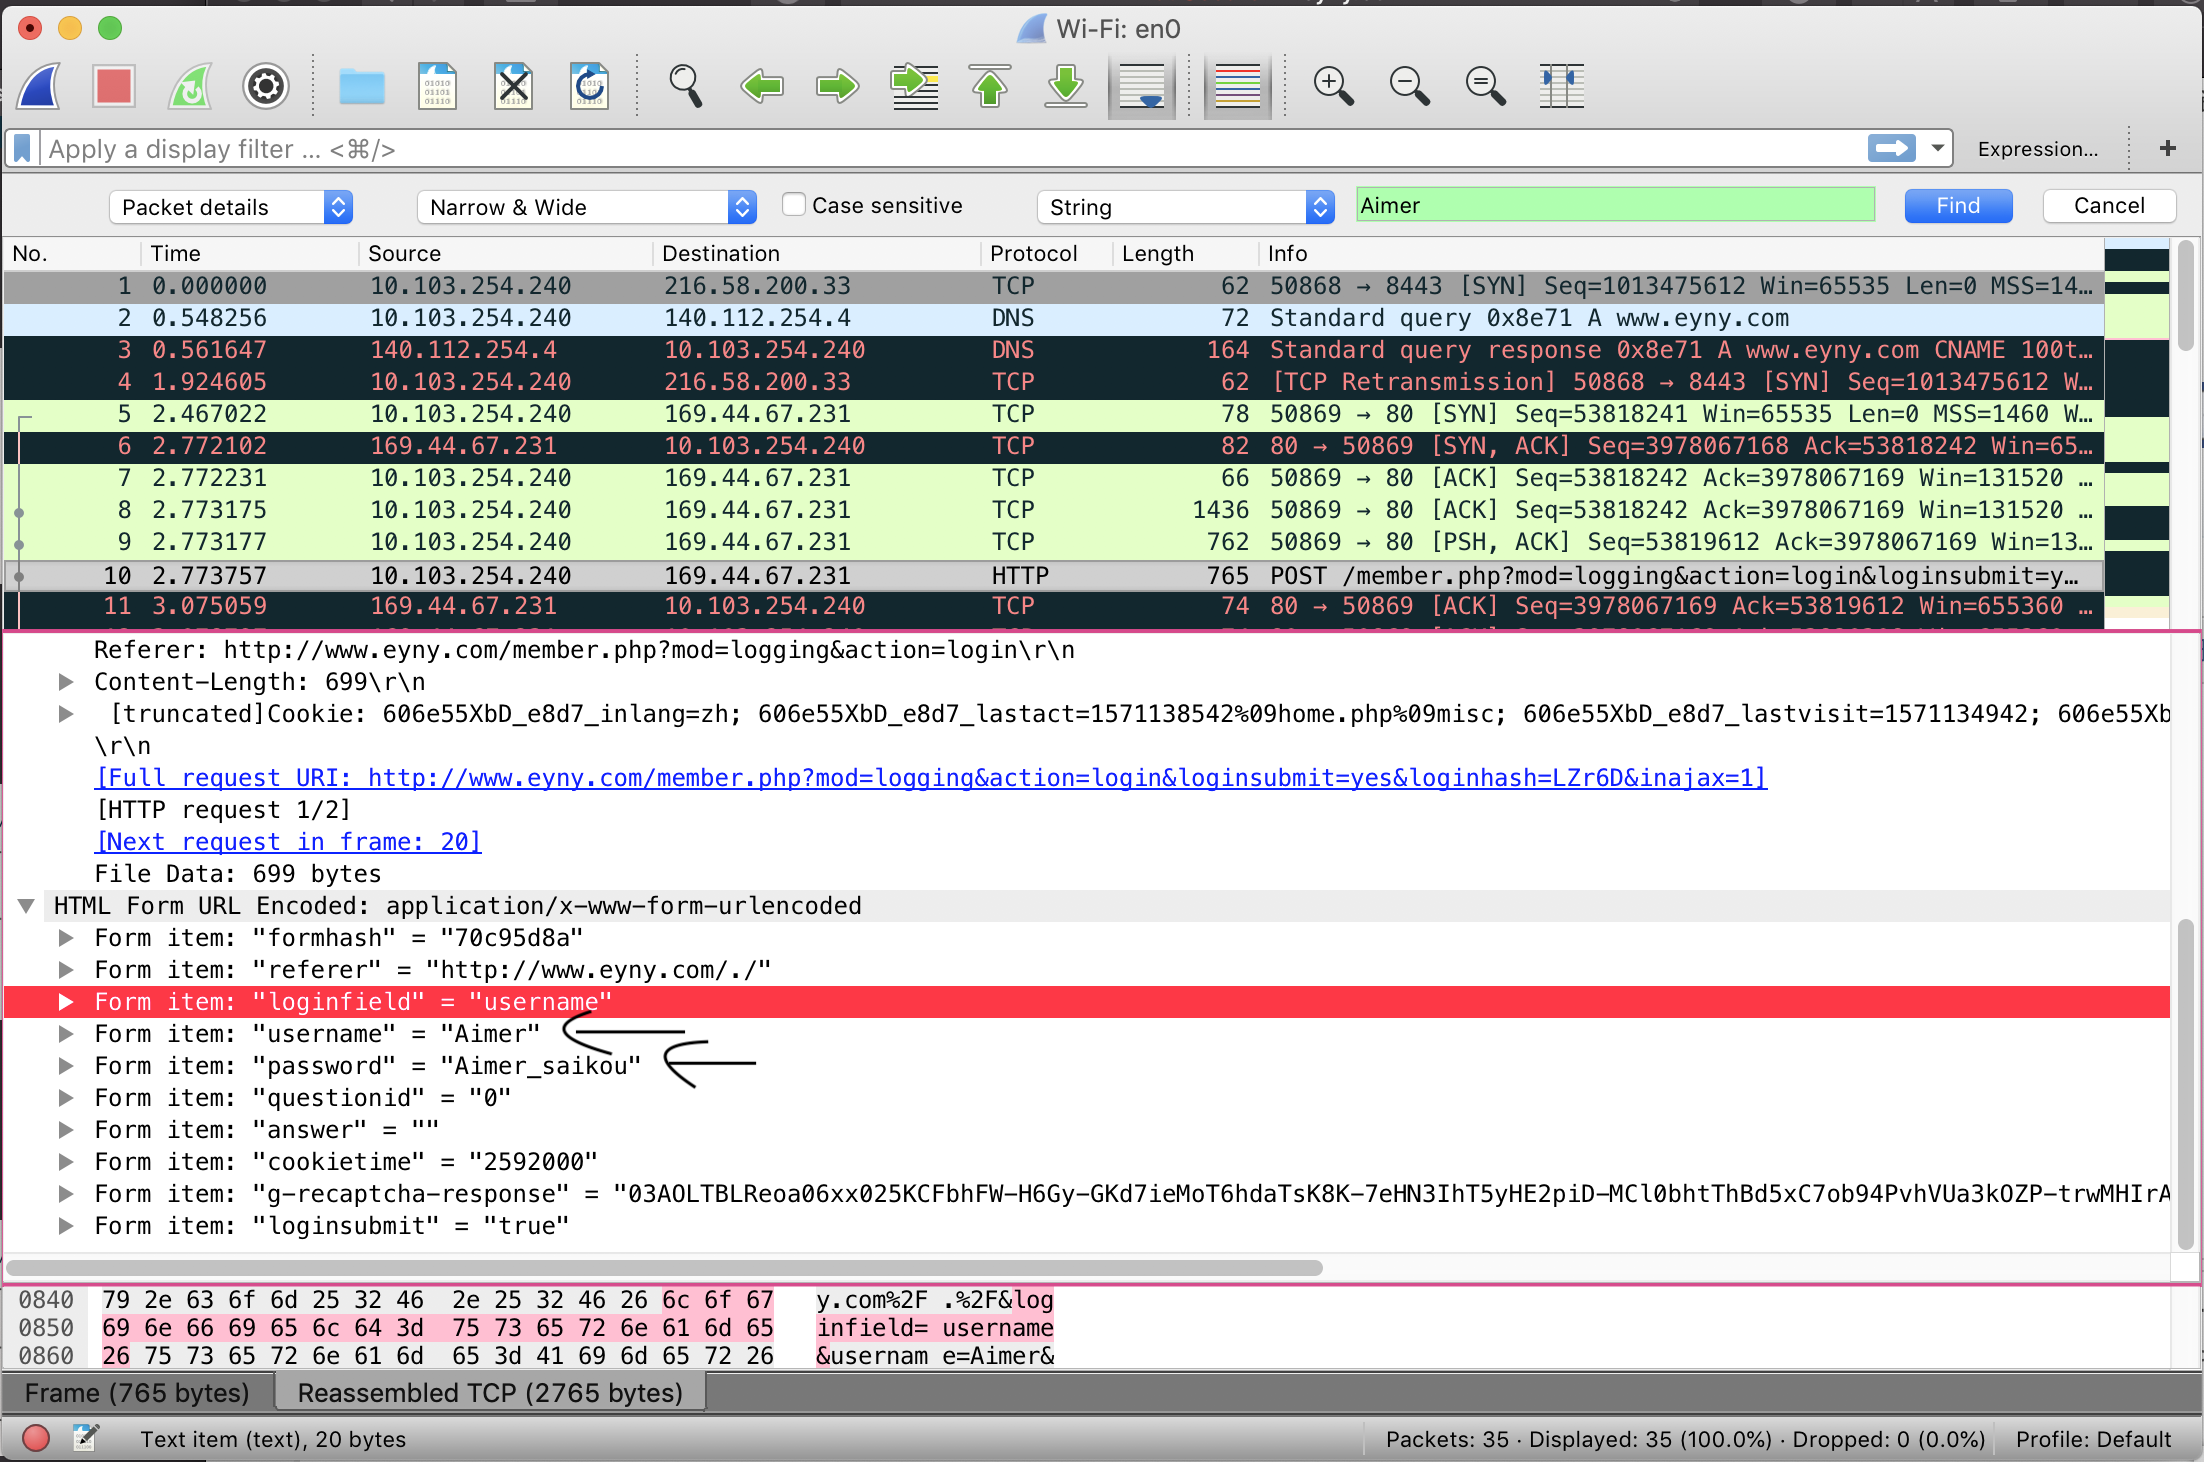 Wi-Fi: en0
Apply a display filter ... <⌘/>
Expression...
+
Packet details
Narrow & Wide
Case sensitive
String
Aimer
Find
Cancel
No. Time Source Destination Protocol Length Info
1 0.000000 10.103.254.240 216.58.200.33 TCP 62 50868 → 8443 [SYN] Seq=1013475612 Win=65535 Len=0 MSS=14…
2 0.548256 10.103.254.240 140.112.254.4 DNS 72 Standard query 0x8e71 A www.eyny.com
3 0.561647 140.112.254.4 10.103.254.240 DNS 164 Standard query response 0x8e71 A www.eyny.com CNAME 100t…
4 1.924605 10.103.254.240 216.58.200.33 TCP 62 [TCP Retransmission] 50868 → 8443 [SYN] Seq=1013475612 W…
5 2.467022 10.103.254.240 169.44.67.231 TCP 78 50869 → 80 [SYN] Seq=53818241 Win=65535 Len=0 MSS=1460 W…
6 2.772102 169.44.67.231 10.103.254.240 TCP 82 80 → 50869 [SYN, ACK] Seq=3978067168 Ack=53818242 Win=65…
7 2.772231 10.103.254.240 169.44.67.231 TCP 66 50869 → 80 [ACK] Seq=53818242 Ack=3978067169 Win=131520 …
8 2.773175 10.103.254.240 169.44.67.231 TCP 1436 50869 → 80 [ACK] Seq=53818242 Ack=3978067169 Win=131520 …
9 2.773177 10.103.254.240 169.44.67.231 TCP 762 50869 → 80 [PSH, ACK] Seq=53819612 Ack=3978067169 Win=13…
10 2.773757 10.103.254.240 169.44.67.231 HTTP 765 POST /member.php?mod=logging&action=login&loginsubmit=y…
11 3.075059 169.44.67.231 10.103.254.240 TCP 74 80 → 50869 [ACK] Seq=3978067169 Ack=53819612 Win=655360 …
Referer: http://www.eyny.com/member.php?mod=logging&action=login\r\n
Content-Length: 699\r\n
[truncated]Cookie: 606e55XbD_e8d7_inlang=zh; 606e55XbD_e8d7_lastact=1571138542%09home.php%09misc; 606e55XbD_e8d7_lastvisit=1571134942; 606e55Xb
\r\n
[Full request URI: http://www.eyny.com/member.php?mod=logging&action=login&loginsubmit=yes&loginhash=LZr6D&inajax=1]
[HTTP request 1/2]
[Next request in frame: 20]
File Data: 699 bytes
HTML Form URL Encoded: application/x-www-form-urlencoded
Form item: "formhash" = "70c95d8a"
Form item: "referer" = "http://www.eyny.com/./"
Form item: "loginfield" = "username"
Form item: "username" = "Aimer"
Form item: "password" = "Aimer_saikou"
Form item: "questionid" = "0"
Form item: "answer" = ""
Form item: "cookietime" = "2592000"
Form item: "g-recaptcha-response" = "03AOLTBLReoa06xx025KCFbhFW-H6Gy-GKd7ieMoT6hdaTsK8K-7eHN3IhT5yHE2piD-MCl0bhtThBd5xC7ob94PvhVUa3kOZP-trwMHIrA
Form item: "loginsubmit" = "true"
0840 79 2e 63 6f 6d 25 32 46 2e 25 32 46 26 6c 6f 67 y.com%2F .%2F&log
0850 69 6e 66 69 65 6c 64 3d 75 73 65 72 6e 61 6d 65 infield= username
0860 26 75 73 65 72 6e 61 6d 65 3d 41 69 6d 65 72 26 &usernam e=Aimer&
Frame (765 bytes) Reassembled TCP (2765 bytes)
Text item (text), 20 bytes
Packets: 35 · Displayed: 35 (100.0%) · Dropped: 0 (0.0%)
Profile: Default